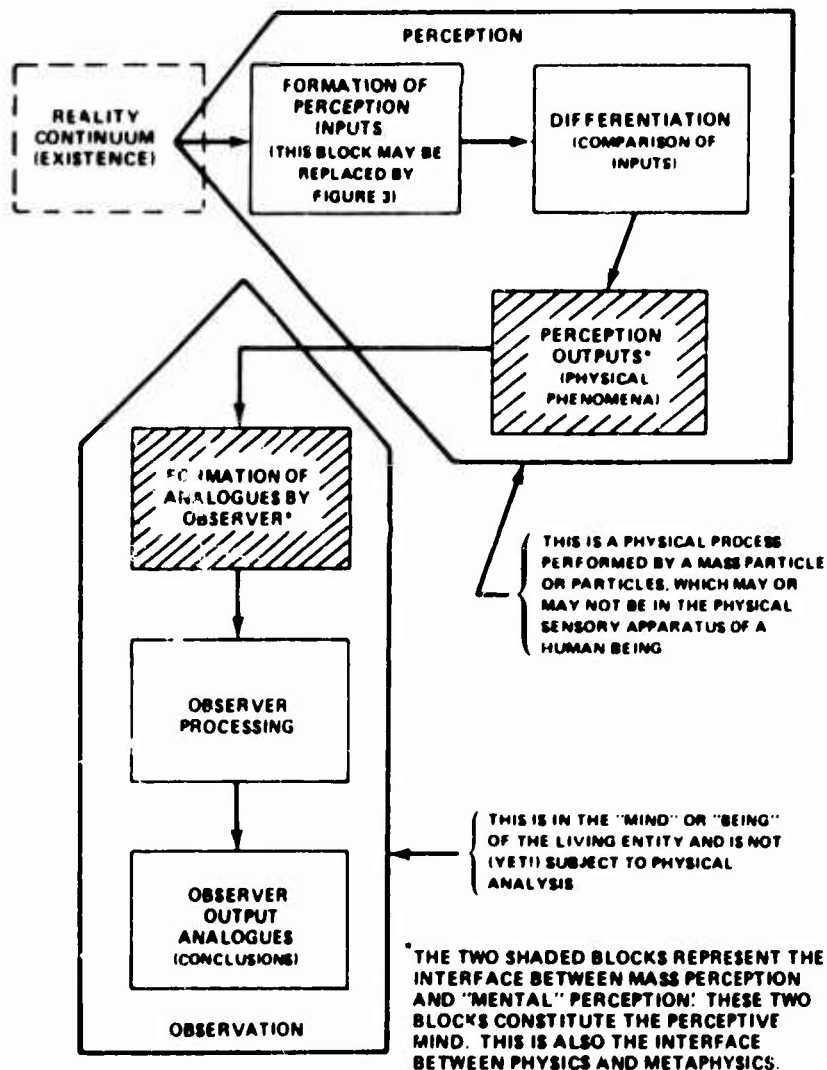 PERCEPTION
REALITY
CONTINUUM
(EXISTENCE)
FORMATION OF
PERCEPTION
INPUTS
(THIS BLOCK MAY BE
REPLACED BY
FIGURE 3)
DIFFERENTIATION
(COMPARISON OF
INPUTS)
PERCEPTION
OUTPUTS*
(PHYSICAL
PHENOMENA)
FORMATION OF
ANALOGUES BY
OBSERVER*
THIS IS A PHYSICAL PROCESS
PERFORMED BY A MASS PARTICLE
OR PARTICLES, WHICH MAY OR
MAY NOT BE IN THE PHYSICAL
SENSORY APPARATUS OF A
HUMAN BEING
OBSERVER
PROCESSING
THIS IS IN THE "MIND" OR "BEING"
OF THE LIVING ENTITY AND IS NOT
(YET!) SUBJECT TO PHYSICAL
ANALYSIS
OBSERVER
OUTPUT
ANALOGUES
(CONCLUSIONS)
OBSERVATION
*THE TWO SHADED BLOCKS REPRESENT THE
INTERFACE BETWEEN MASS PERCEPTION
AND "MENTAL" PERCEPTION. THESE TWO
BLOCKS CONSTITUTE THE PERCEPTIVE
MIND. THIS IS ALSO THE INTERFACE
BETWEEN PHYSICS AND METAPHYSICS.